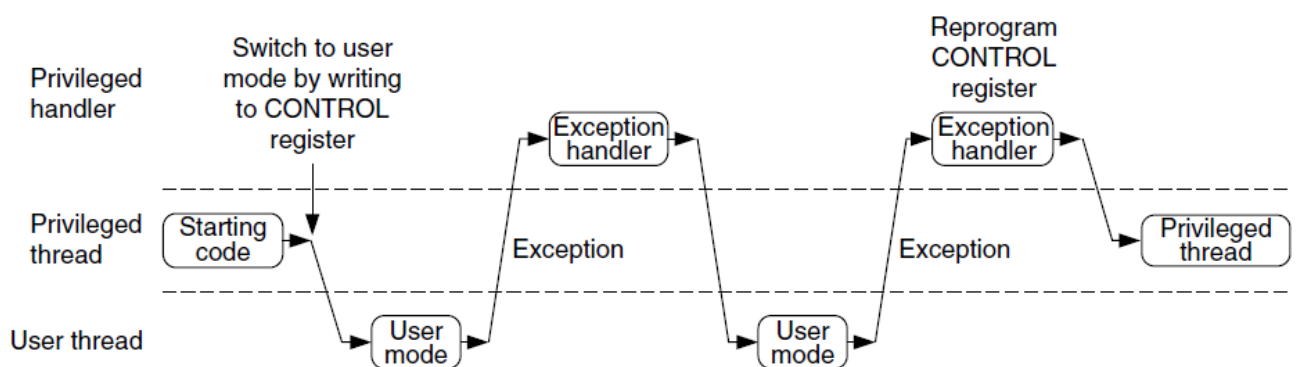 Privileged
handler
Switch to user
mode by writing
to CONTROL
register
Exception
handler
Reprogram
CONTROL
register
Exception
handler
Privileged
thread
Starting
code
Exception
Exception
Privileged
thread
User thread
User
mode
User
mode